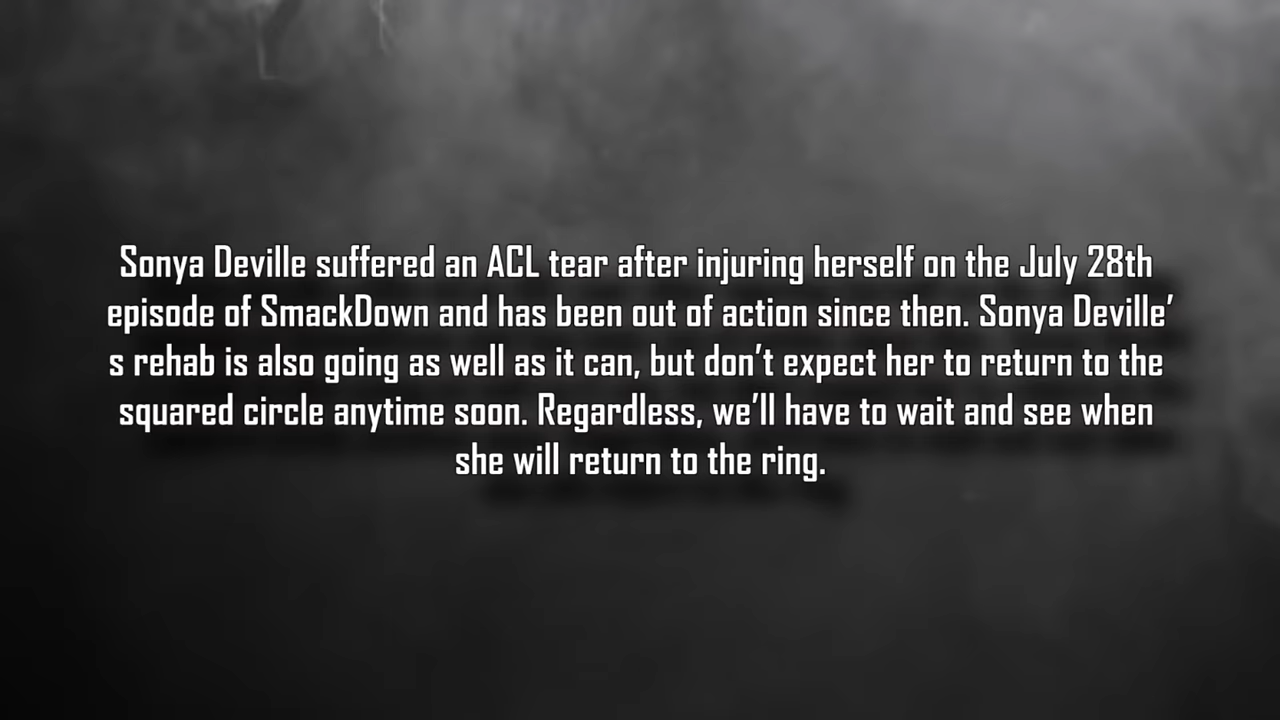 Sonya Deville suffered an ACL tear after injuring herself on the July 28th
episode of SmackDown and has been out of action since then. Sonya Deville’
s rehab is also going as well as it can, but don’t expect her to return to the
squared circle anytime soon. Regardless, we’ll have to wait and see when
she will return to the ring.